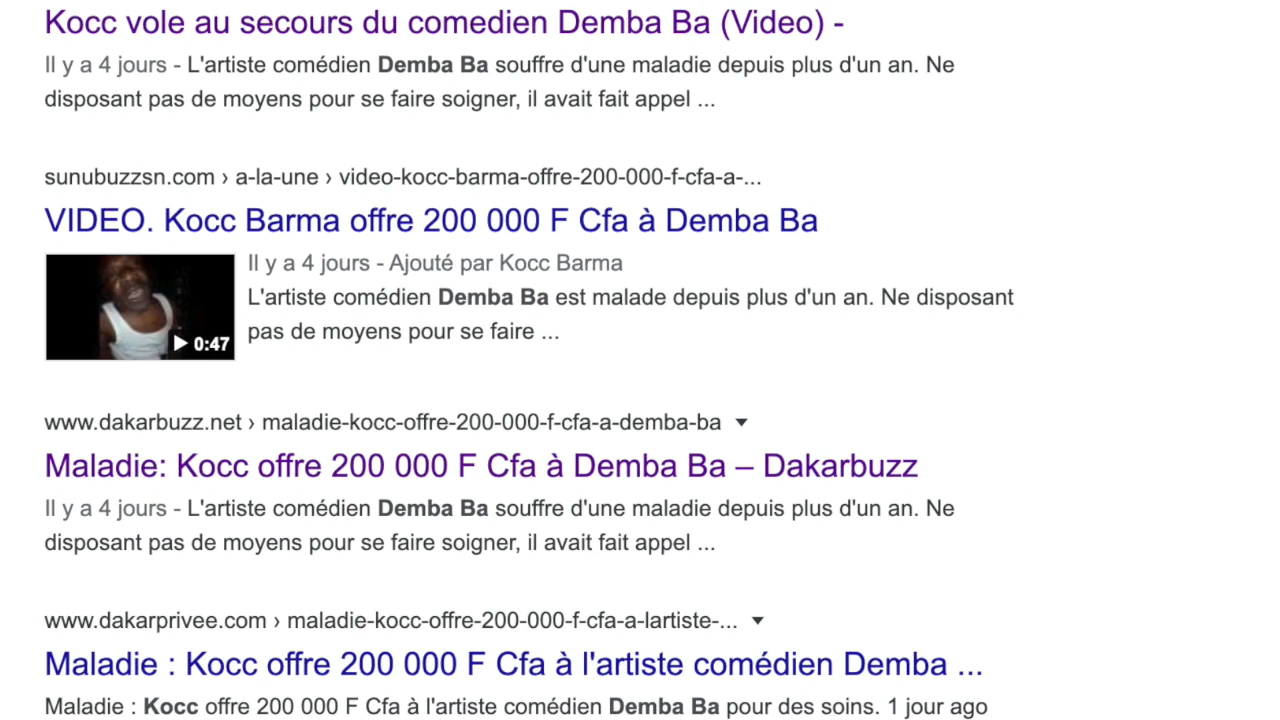 Kocc vole au secours du comedien Demba Ba (Video) -
Il y a 4 jours - L'artiste comédien Demba Ba souffre d'une maladie depuis plus d'un an. Ne
disposant pas de moyens pour se faire soigner, il avait fait appel ...
sunubuzzsn.com › a-la-une › video-kocc-barma-offre-200-000-f-cfa-a-...
VIDEO. Kocc Barma offre 200 000 F Cfa à Demba Ba
Il y a 4 jours - Ajouté par Kocc Barma
L'artiste comédien Demba Ba est malade depuis plus d'un an. Ne disposant
pas de moyens pour se faire ...
0:47
www.dakarbuzz.net › maladie-kocc-offre-200-000-f-cfa-a-demba-ba
Maladie: Kocc offre 200 000 F Cfa à Demba Ba – Dakarbuzz
Il y a 4 jours - L'artiste comédien Demba Ba souffre d'une maladie depuis plus d'un an. Ne
disposant pas de moyens pour se faire soigner, il avait fait appel ...
www.dakarprivee.com › maladie-kocc-offre-200-000-f-cfa-a-lartiste-...
Maladie : Kocc offre 200 000 F Cfa à l'artiste comédien Demba ...
Maladie : Kocc offre 200 000 F Cfa à l'artiste comédien Demba Ba pour des soins. 1 jour ago